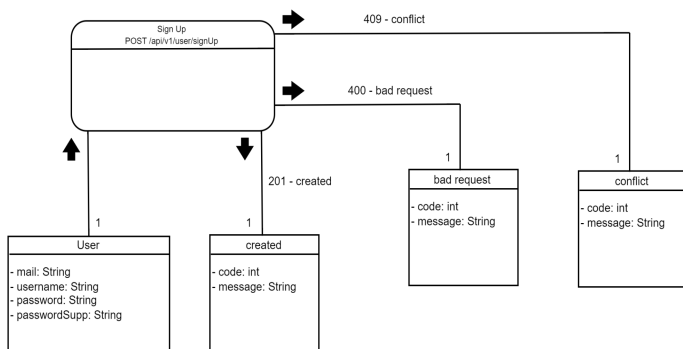 Sign Up
POST /api/v1/user/signUp
409 - conflict
400 - bad request
201 - created
1
1
1
1
User
- mail: String
- username: String
- password: String
- passwordSupp: String
created
- code: int
- message: String
bad request
- code: int
- message: String
conflict
- code: int
- message: String